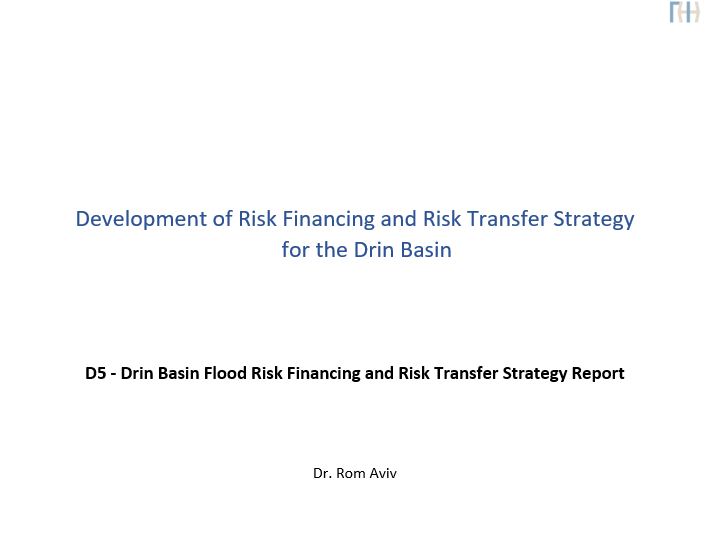 Development of Risk Financing and Risk Transfer Strategy
for the Drin Basin
D5 - Drin Basin Flood Risk Financing and Risk Transfer Strategy Report
Dr. Rom Aviv